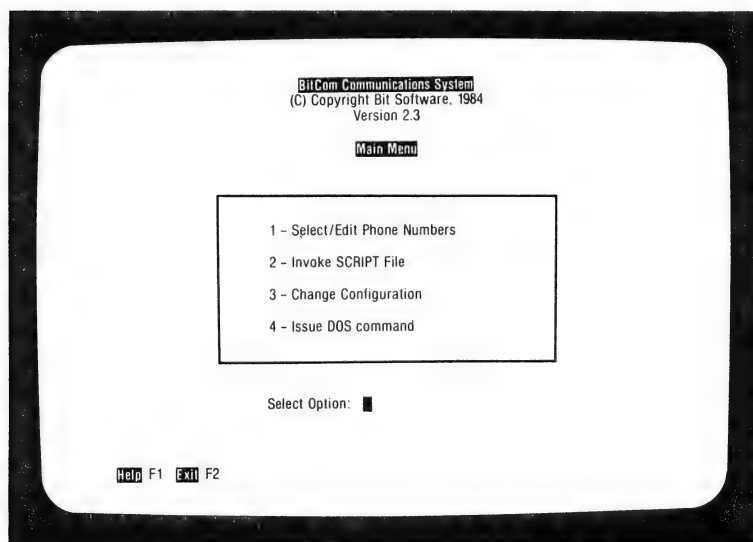 BitCom Communications System
(C) Copyright Bit Software, 1984
Version 2.3
Main Menu
1 - Select/Edit Phone Numbers
2 - Invoke SCRIPT File
3 - Change Configuration
4 - Issue DOS command
Select Option:
Help F1 Exit F2